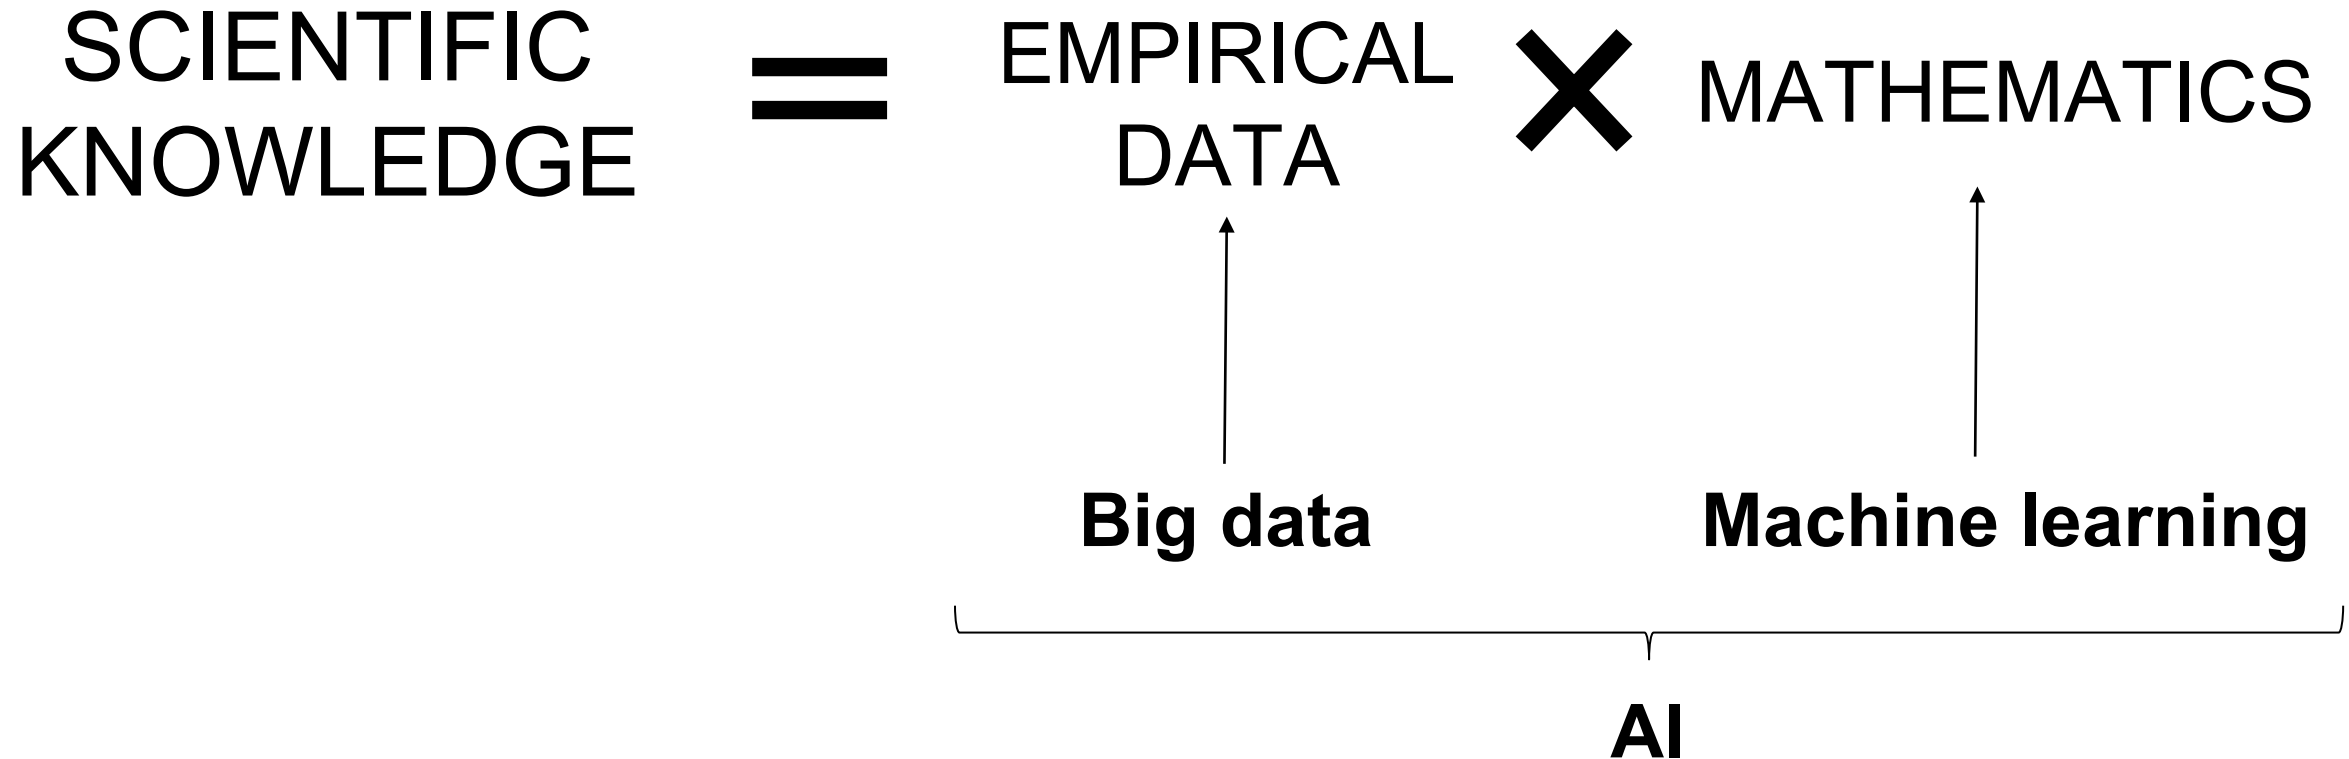 SCIENTIFIC
KNOWLEDGE
=
EMPIRICAL
DATA
×
MATHEMATICS
Big data
Machine learning
AI